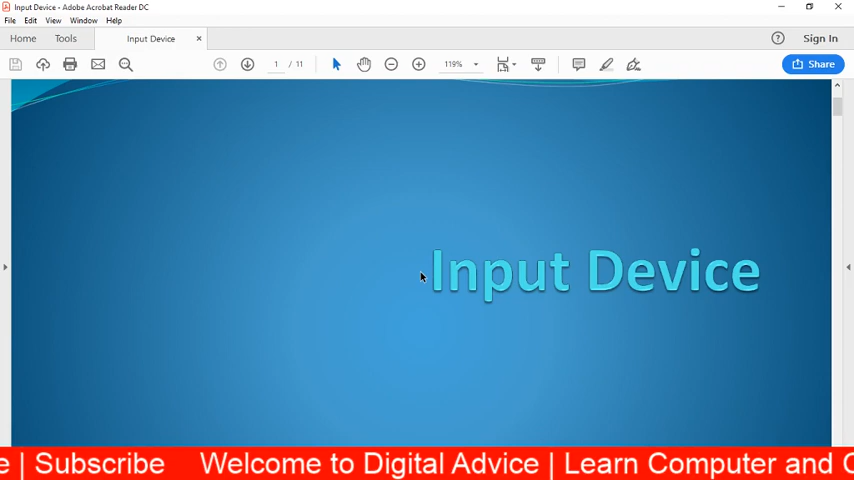 Input Device - Adobe Acrobat Reader DC
File Edit View Window Help
Home Tools Input Device × Sign In
1 / 11 119% Share
Input Device
e | Subscribe Welcome to Digital Advice | Learn Computer and